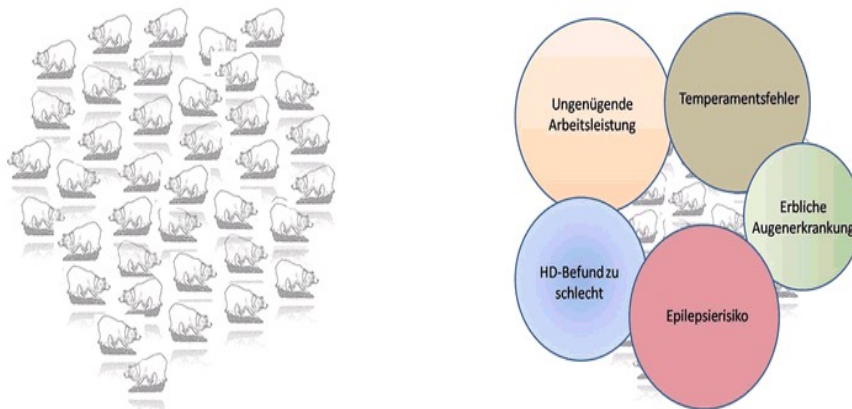 Ungenügende
Arbeitsleistung
Temperamentsfehler
Erbliche
Augenerkrankung
HD-Befund zu
schlecht
Epilepsierisiko